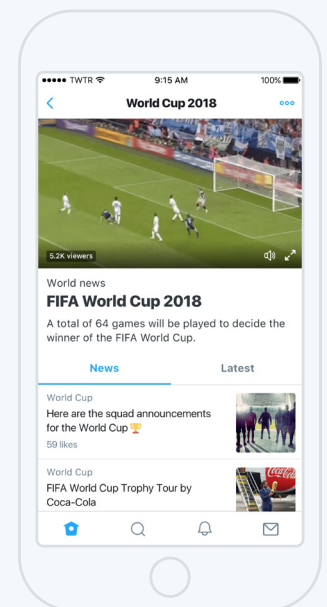 TWTR
9:15 AM
100%
World Cup 2018
5.2K viewers
World news
FIFA World Cup 2018
A total of 64 games will be played to decide the
winner of the FIFA World Cup.
News
Latest
World Cup
Here are the squad announcements
for the World Cup 🏆
59 likes
World Cup
FIFA World Cup Trophy Tour by
Coca-Cola
Coca-Cola